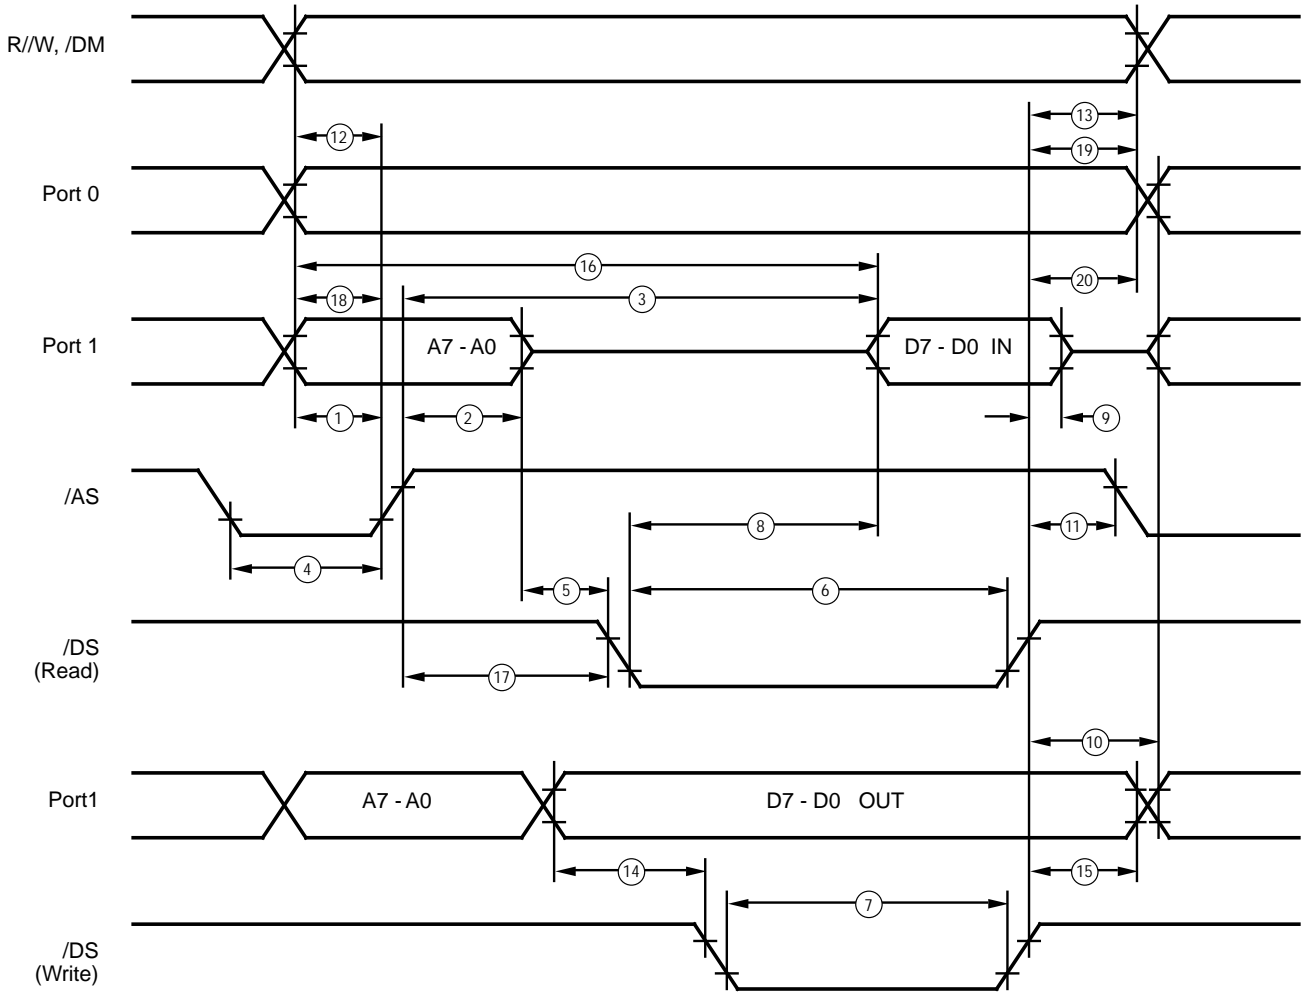 R//W, /DM
13
12
19
Port 0
16
20
18
3
Port 1
A7 - A0
D7 - D0 IN
1
2
9
/AS
8
11
4
5
6
/DS
(Read)
17
10
Port1
A7 - A0
D7 - D0 OUT
14
15
7
/DS
(Write)